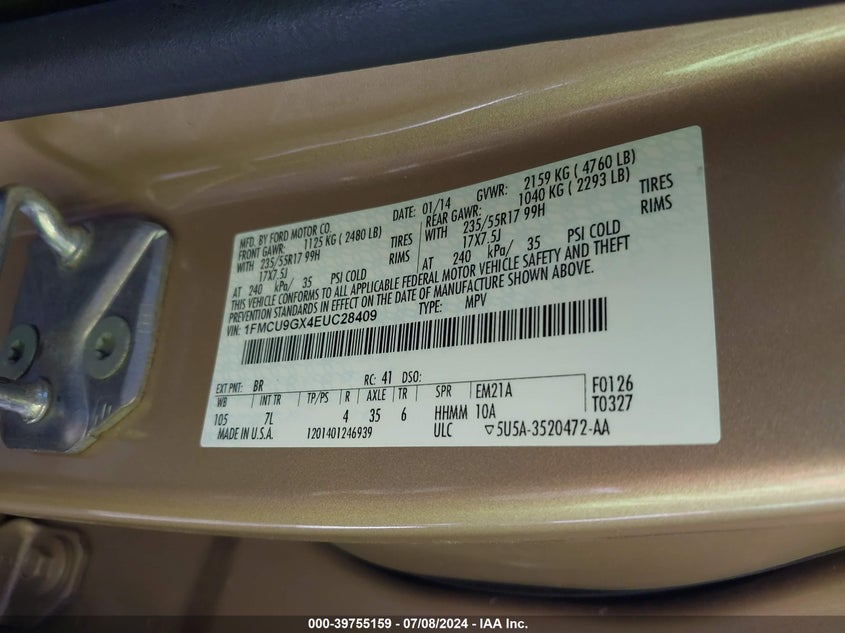 MFD. BY FORD MOTOR CO.
DATE: 01/14 GVWR: 2159 KG ( 4760 LB)
FRONT GAWR: 1125 KG ( 2480 LB) REAR GAWR: 1040 KG ( 2293 LB)
WITH 235/55R17 99H TIRES WITH 235/55R17 99H TIRES
17X7.5J RIMS 17X7.5J RIMS
AT 240 kPa/ 35 PSI COLD AT 240 kPa/ 35 PSI COLD
THIS VEHICLE CONFORMS TO ALL APPLICABLE FEDERAL MOTOR VEHICLE SAFETY AND THEFT
PREVENTION STANDARDS IN EFFECT ON THE DATE OF MANUFACTURE SHOWN ABOVE.
VIN: 1FMCU9GX4EUC28409 TYPE: MPV
EXT PNT: BR RC: 41 DSO:
WB INT TR TP/PS R AXLE TR SPR EM21A F0126
105 7L 4 35 6 HHMM 10A T0327
MADE IN U.S.A. 1201401246939 ULC ▽5U5A-3520472-AA
000-39755159 - 07/08/2024 - IAA Inc.